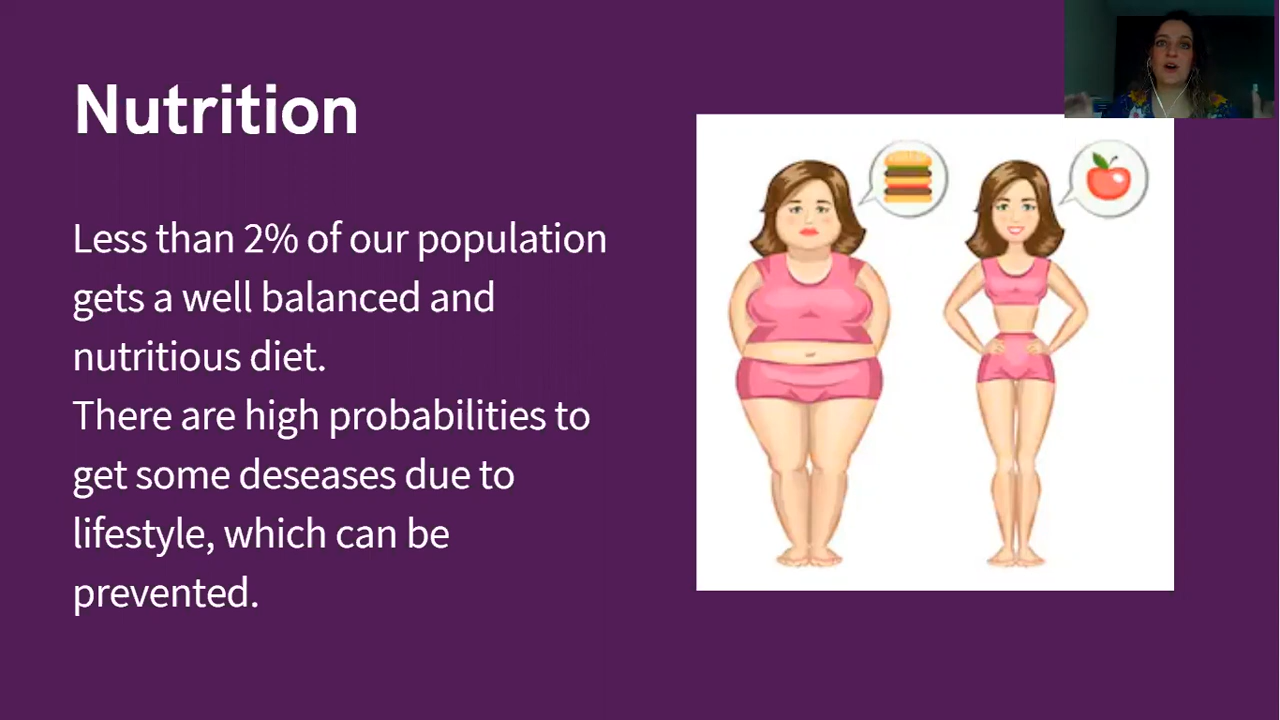 Nutrition
Less than 2% of our population
gets a well balanced and
nutritious diet.
There are high probabilities to
get some deseases due to
lifestyle, which can be
prevented.